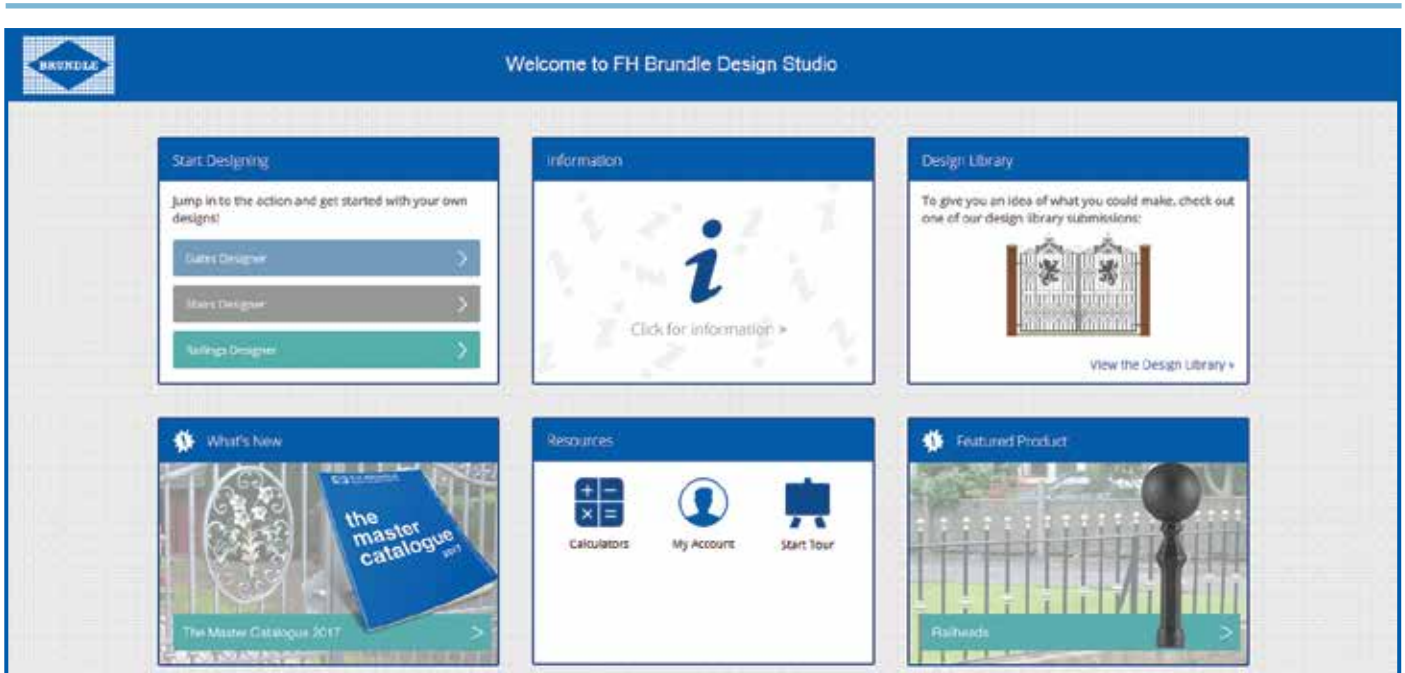 BRUNDLE
Welcome to FH Brundle Design Studio
Start Designing
Jump in to the action and get started with your own
designs!
Gates Designer
Stairs Designer
Railings Designer
Information
Click for information >
Design Library
To give you an idea of what you could make, check out
one of our design library submissions:
View the Design Library »
What's New
the
master
catalogue
2017
The Master Catalogue 2017
Resources
Calculators
My Account
Start Tour
Featured Product
Railheads